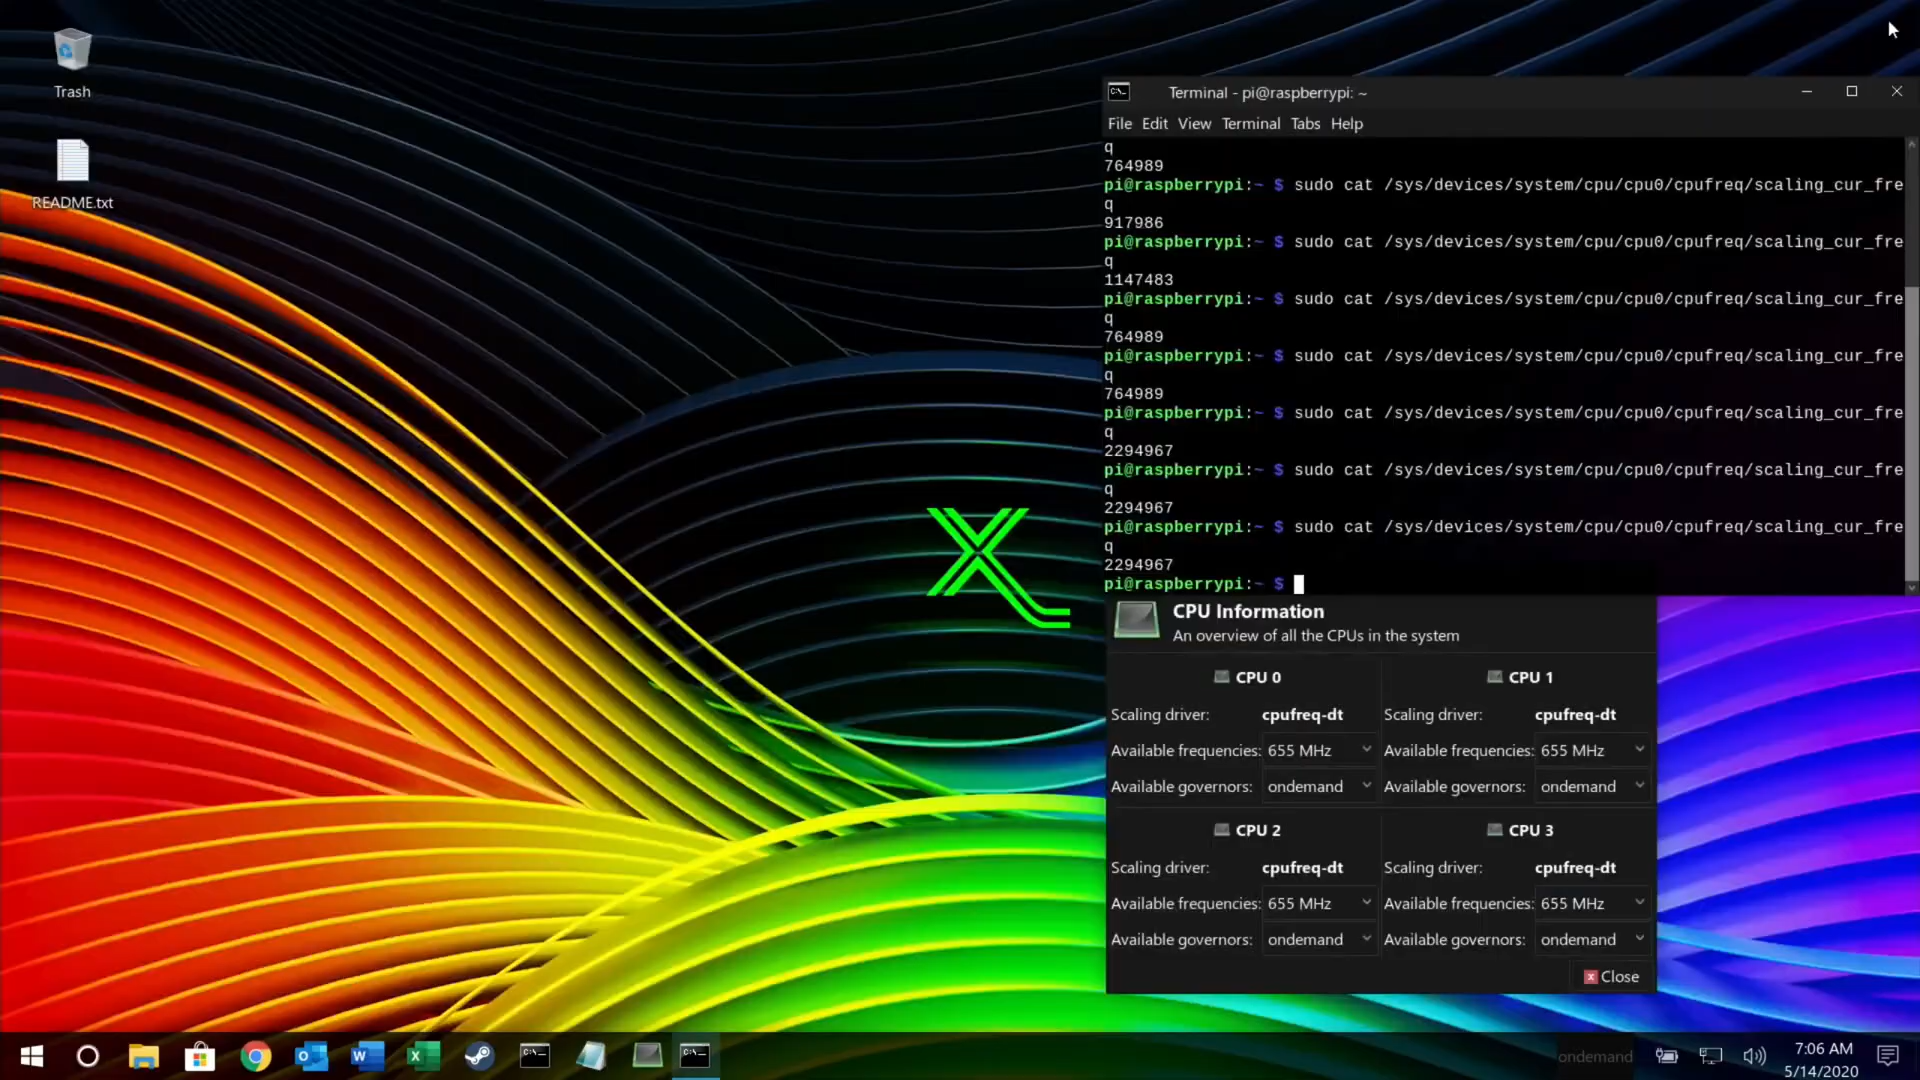 Trash
README.txt
Terminal - pi@raspberrypi: ~
File Edit View Terminal Tabs Help
q
764989
pi@raspberrypi:~ $ sudo cat /sys/devices/system/cpu/cpu0/cpufreq/scaling_cur_fre
q
917986
pi@raspberrypi:~ $ sudo cat /sys/devices/system/cpu/cpu0/cpufreq/scaling_cur_fre
q
1147483
pi@raspberrypi:~ $ sudo cat /sys/devices/system/cpu/cpu0/cpufreq/scaling_cur_fre
q
764989
pi@raspberrypi:~ $ sudo cat /sys/devices/system/cpu/cpu0/cpufreq/scaling_cur_fre
q
764989
pi@raspberrypi:~ $ sudo cat /sys/devices/system/cpu/cpu0/cpufreq/scaling_cur_fre
q
2294967
pi@raspberrypi:~ $ sudo cat /sys/devices/system/cpu/cpu0/cpufreq/scaling_cur_fre
q
2294967
pi@raspberrypi:~ $ sudo cat /sys/devices/system/cpu/cpu0/cpufreq/scaling_cur_fre
q
2294967
pi@raspberrypi:~ $
CPU Information
An overview of all the CPUs in the system
CPU 0 CPU 1
Scaling driver: cpufreq-dt Scaling driver: cpufreq-dt
Available frequencies: 655 MHz Available frequencies: 655 MHz
Available governors: ondemand Available governors: ondemand
CPU 2 CPU 3
Scaling driver: cpufreq-dt Scaling driver: cpufreq-dt
Available frequencies: 655 MHz Available frequencies: 655 MHz
Available governors: ondemand Available governors: ondemand
Close
ondemand
7:06 AM
5/14/2020